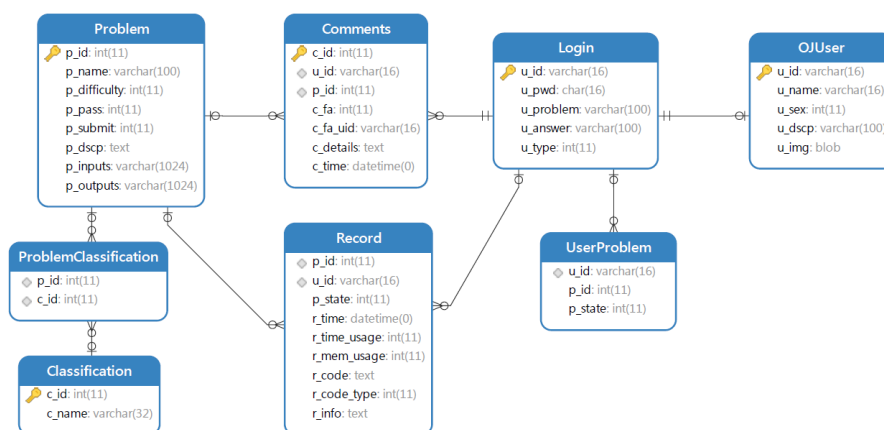 Problem
p_id: int(11)
p_name: varchar(100)
p_difficulty: int(11)
p_pass: int(11)
p_submit: int(11)
p_dscp: text
p_inputs: varchar(1024)
p_outputs: varchar(1024)
Comments
c_id: int(11)
u_id: varchar(16)
p_id: int(11)
c_fa: int(11)
c_fa_uid: varchar(16)
c_details: text
c_time: datetime(0)
Login
u_id: varchar(16)
u_pwd: char(16)
u_problem: varchar(100)
u_answer: varchar(100)
u_type: int(11)
OJUser
u_id: varchar(16)
u_name: varchar(16)
u_sex: int(11)
u_dscp: varchar(100)
u_img: blob
ProblemClassification
p_id: int(11)
c_id: int(11)
Record
p_id: int(11)
u_id: varchar(16)
p_state: int(11)
r_time: datetime(0)
r_time_usage: int(11)
r_mem_usage: int(11)
r_code: text
r_code_type: int(11)
r_info: text
UserProblem
u_id: varchar(16)
p_id: int(11)
p_state: int(11)
Classification
c_id: int(11)
c_name: varchar(32)